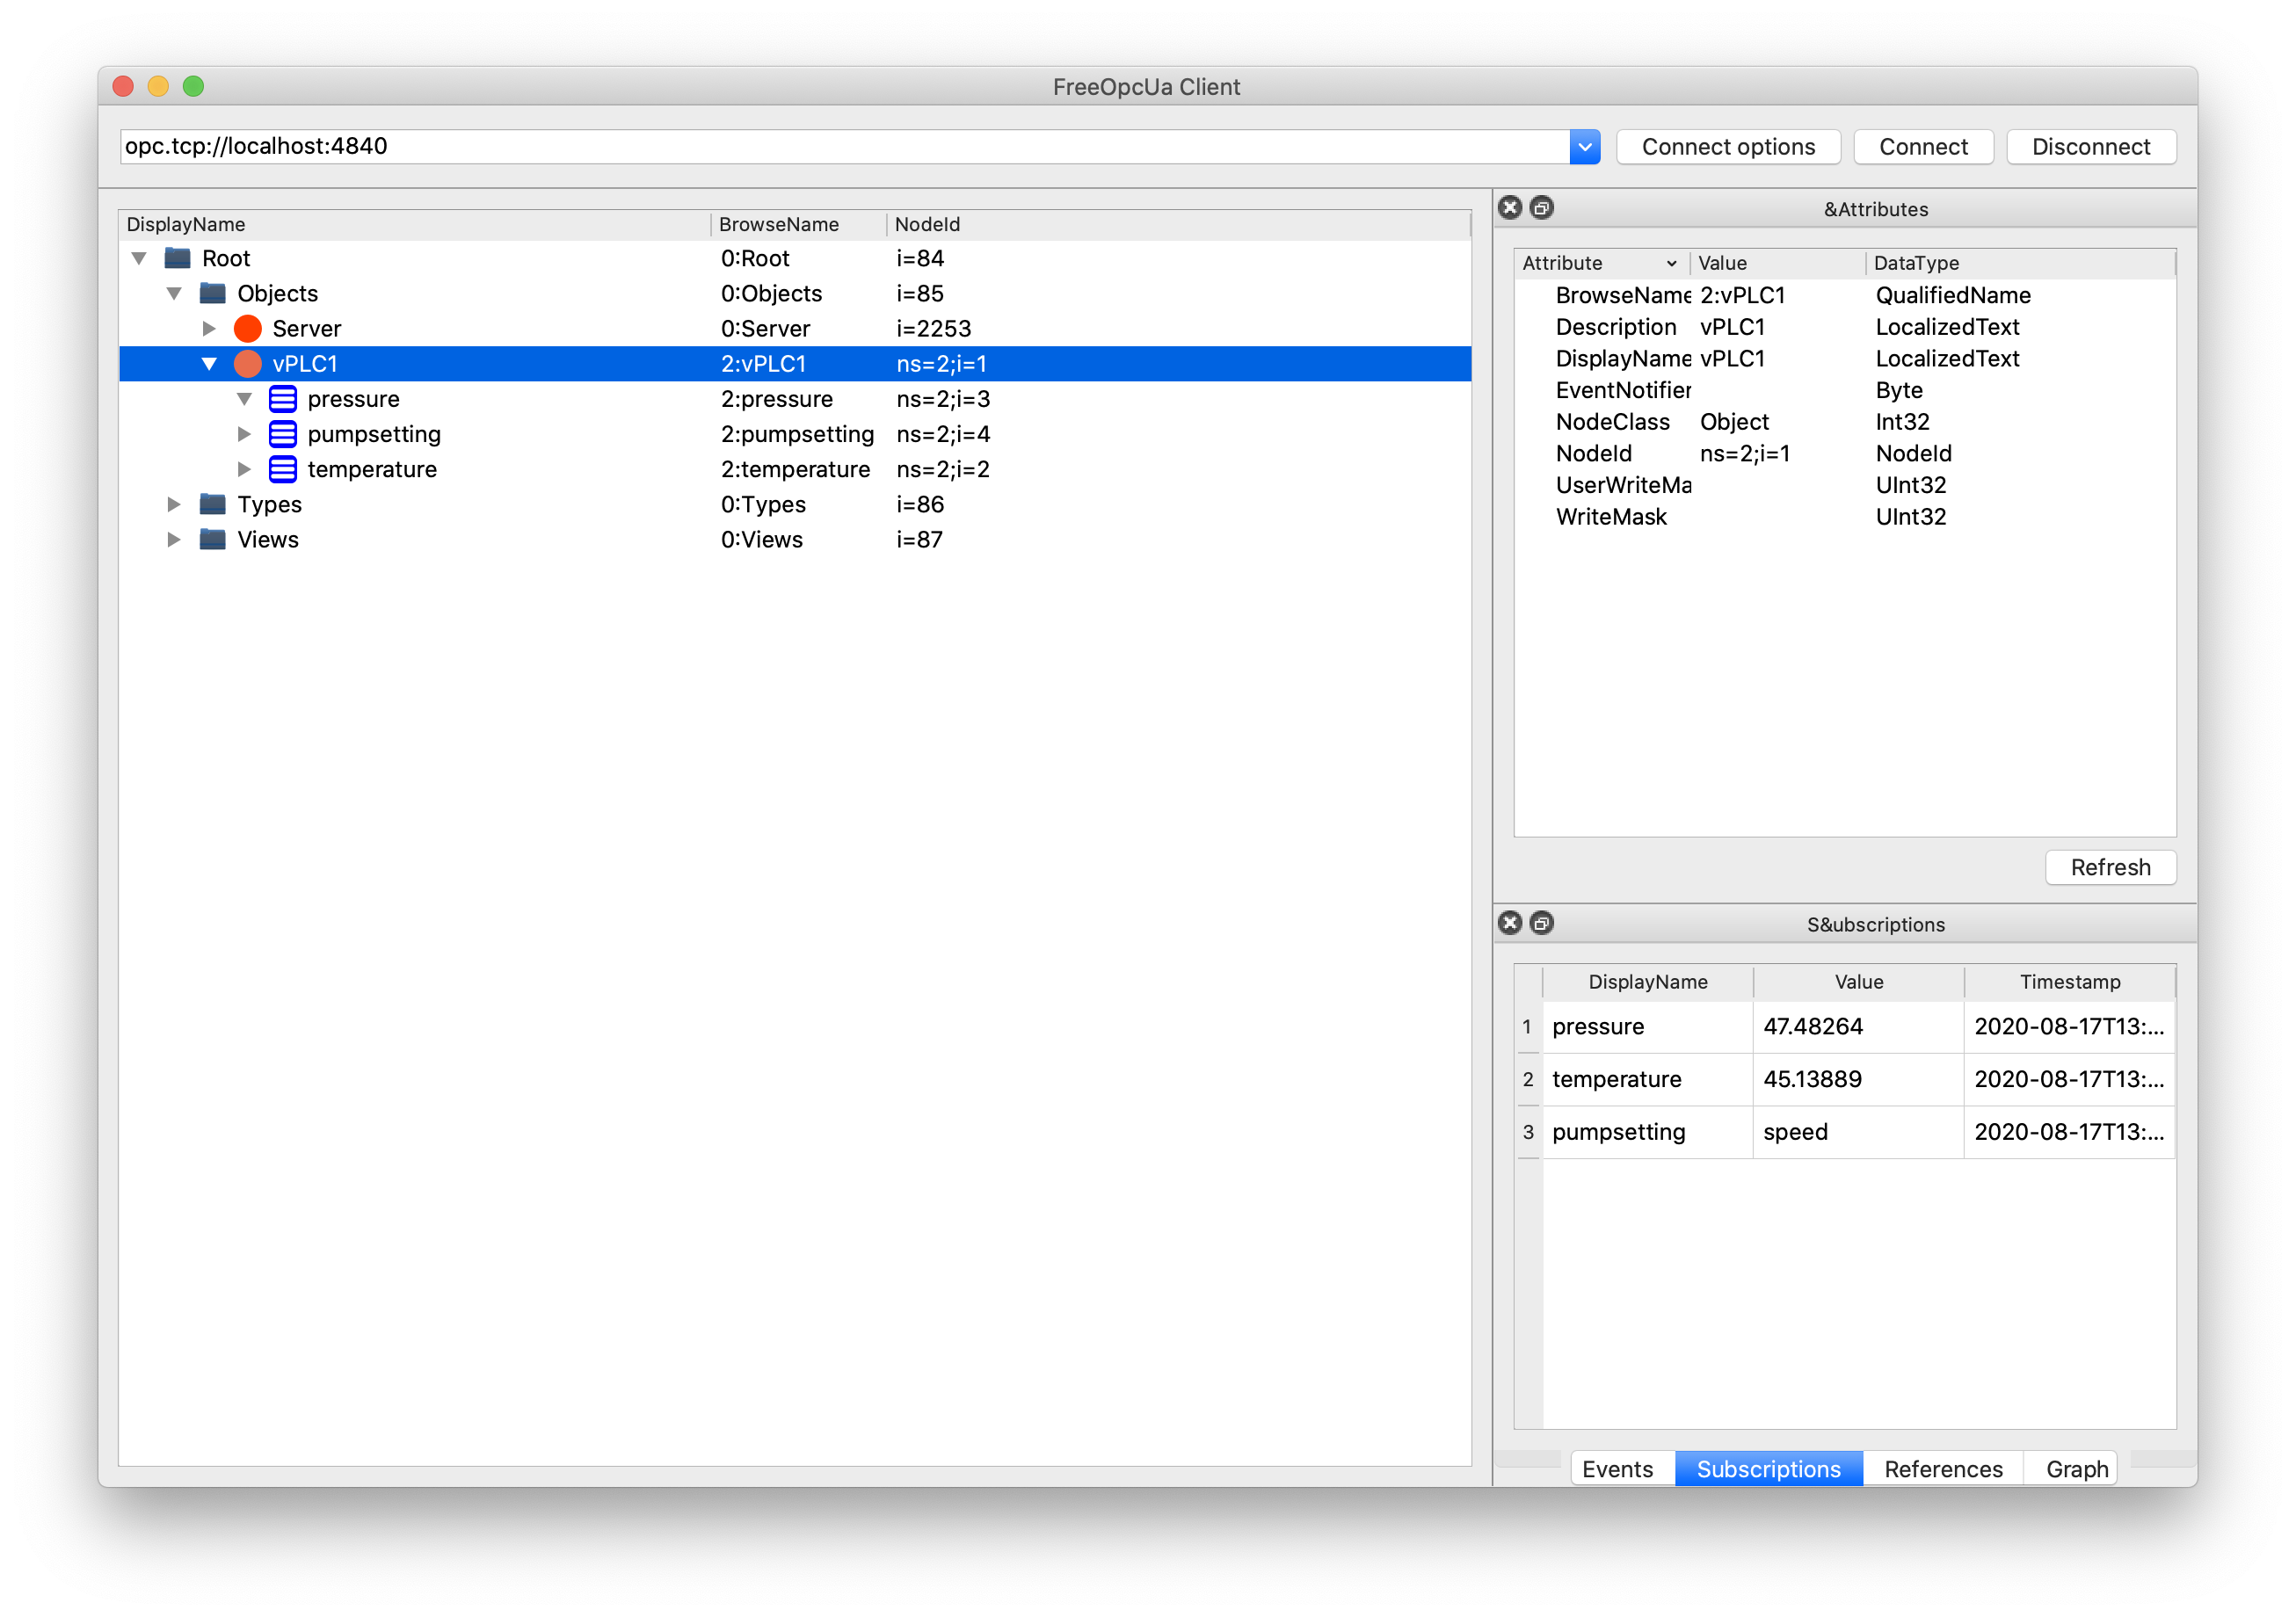 FreeOpcUa Client
opc.tcp://localhost:4840
Connect options
Connect
Disconnect
DisplayName BrowseName NodeId
Root 0:Root i=84
Objects 0:Objects i=85
Server 0:Server i=2253
vPLC1 2:vPLC1 ns=2;i=1
pressure 2:pressure ns=2;i=3
pumpsetting 2:pumpsetting ns=2;i=4
temperature 2:temperature ns=2;i=2
Types 0:Types i=86
Views 0:Views i=87
&Attributes
Attribute Value DataType
BrowseName 2:vPLC1 QualifiedName
Description vPLC1 LocalizedText
DisplayName vPLC1 LocalizedText
EventNotifier Byte
NodeClass Object Int32
NodeId ns=2;i=1 NodeId
UserWriteMa UInt32
WriteMask UInt32
Refresh
S&ubscriptions
DisplayName Value Timestamp
1 pressure 47.48264 2020-08-17T13:...
2 temperature 45.13889 2020-08-17T13:...
3 pumpsetting speed 2020-08-17T13:...
Events Subscriptions References Graph